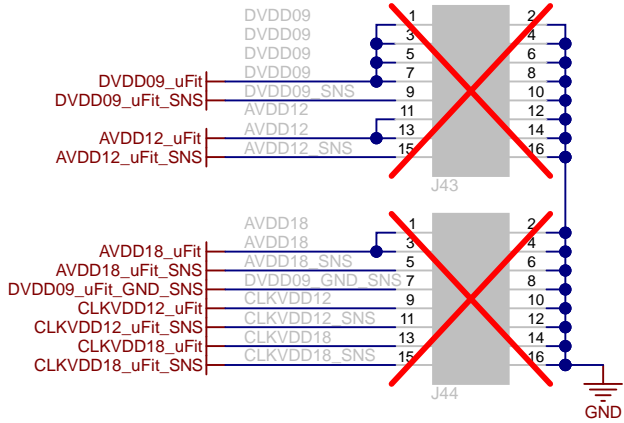 DVDD09 1 2
DVDD09 3 4
DVDD09 5 6
DVDD09_uFit DVDD09 7 8
DVDD09_uFit_SNS DVDD09_SNS 9 10
AVDD12 11 12
AVDD12_uFit AVDD12 13 14
AVDD12_uFit_SNS AVDD12_SNS 15 16
J43
AVDD18 1 2
AVDD18_uFit AVDD18 3 4
AVDD18_uFit_SNS AVDD18_SNS 5 6
DVDD09_uFit_GND_SNS DVDD09_GND_SNS 7 8
CLKVDD12_uFit CLKVDD12 9 10
CLKVDD12_uFit_SNS CLKVDD12_SNS 11 12
CLKVDD18_uFit CLKVDD18 13 14
CLKVDD18_uFit_SNS CLKVDD18_SNS 15 16
J44
GND